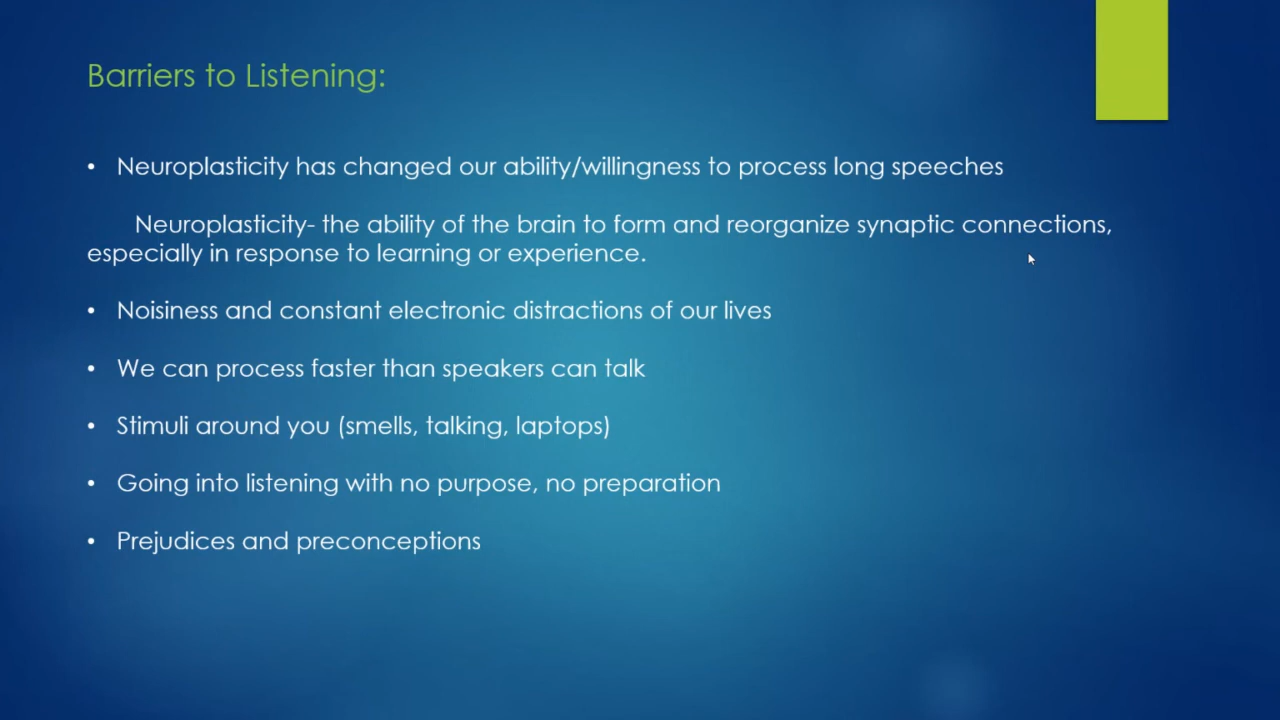 Barriers to Listening:
• Neuroplasticity has changed our ability/willingness to process long speeches
Neuroplasticity- the ability of the brain to form and reorganize synaptic connections,
especially in response to learning or experience.
• Noisiness and constant electronic distractions of our lives
• We can process faster than speakers can talk
• Stimuli around you (smells, talking, laptops)
• Going into listening with no purpose, no preparation
• Prejudices and preconceptions